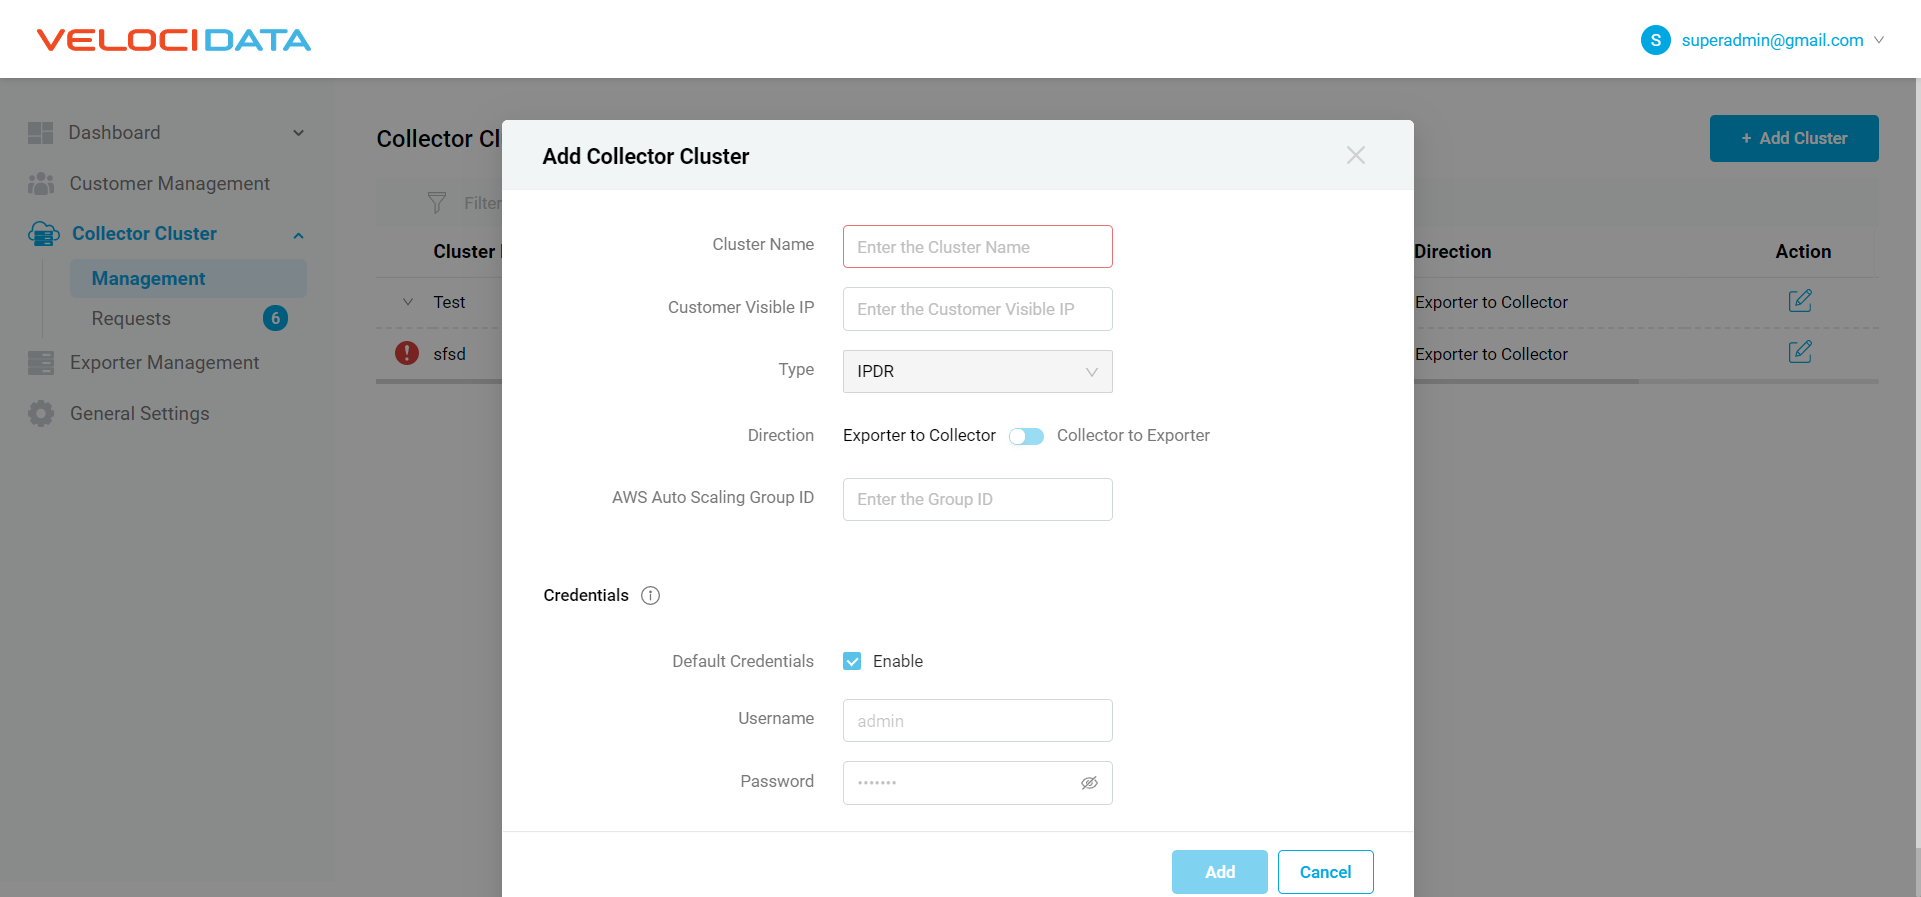 VELOCIDATA
S superadmin@gmail.com
Dashboard
Customer Management
Collector Cluster
Management
Requests 6
Exporter Management
General Settings
Collector Cl
+ Add Cluster
Filter
Cluster Direction Action
Test Exporter to Collector
sfsd Exporter to Collector
Add Collector Cluster
Cluster Name Enter the Cluster Name
Customer Visible IP Enter the Customer Visible IP
Type IPDR
Direction Exporter to Collector Collector to Exporter
AWS Auto Scaling Group ID Enter the Group ID
Credentials
Default Credentials Enable
Username admin
Password •••••••
Add Cancel